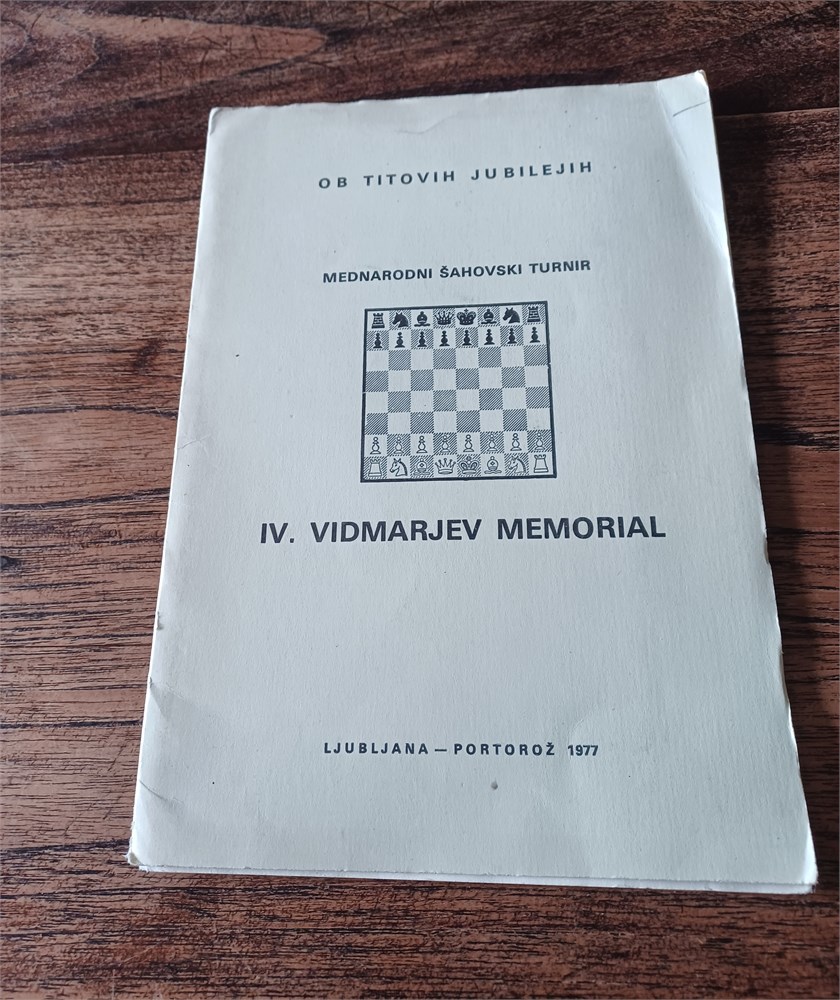 OB TITOVIH JUBILEJIH
MEDNARODNI ŠAHOVSKI TURNIR
IV. VIDMARJEV MEMORIAL
LJUBLJANA — PORTOROŽ 1977